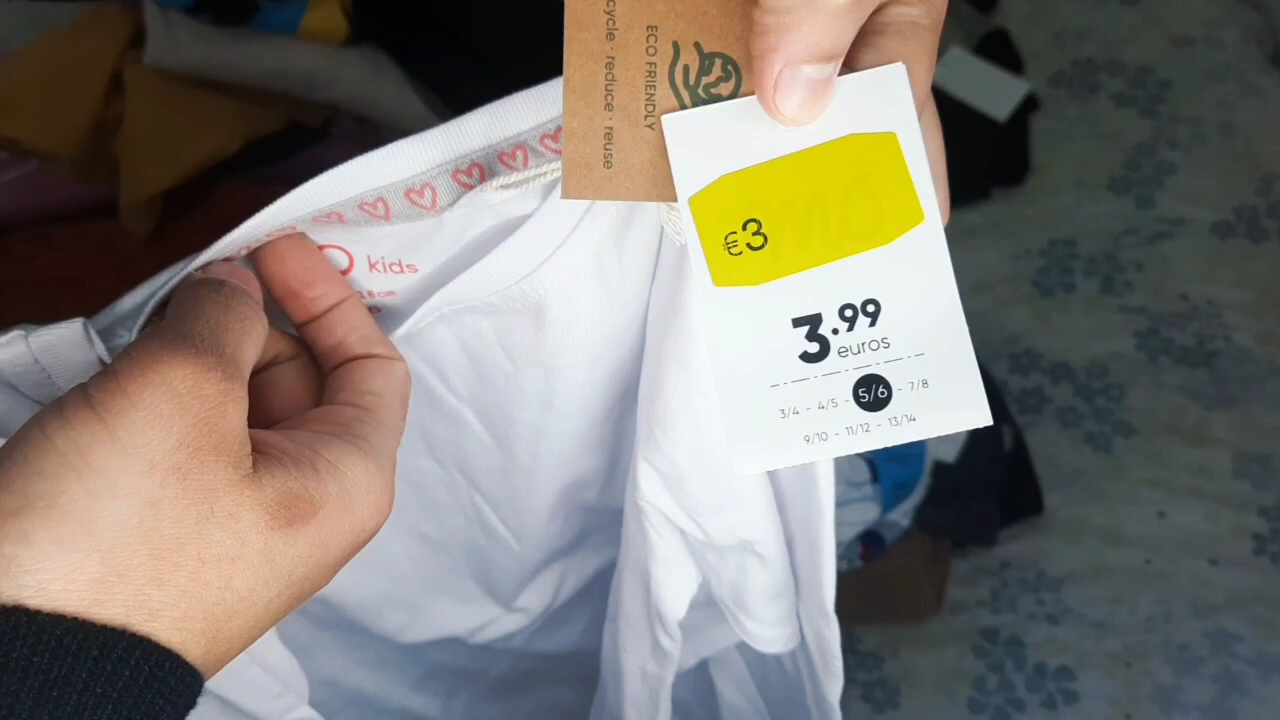 cycle · reduce · reuse
ECO FRIENDLY
kids
€3
3.99
euros
3/4 - 4/5 - 5/6 - 7/8
9/10 - 11/12 - 13/14